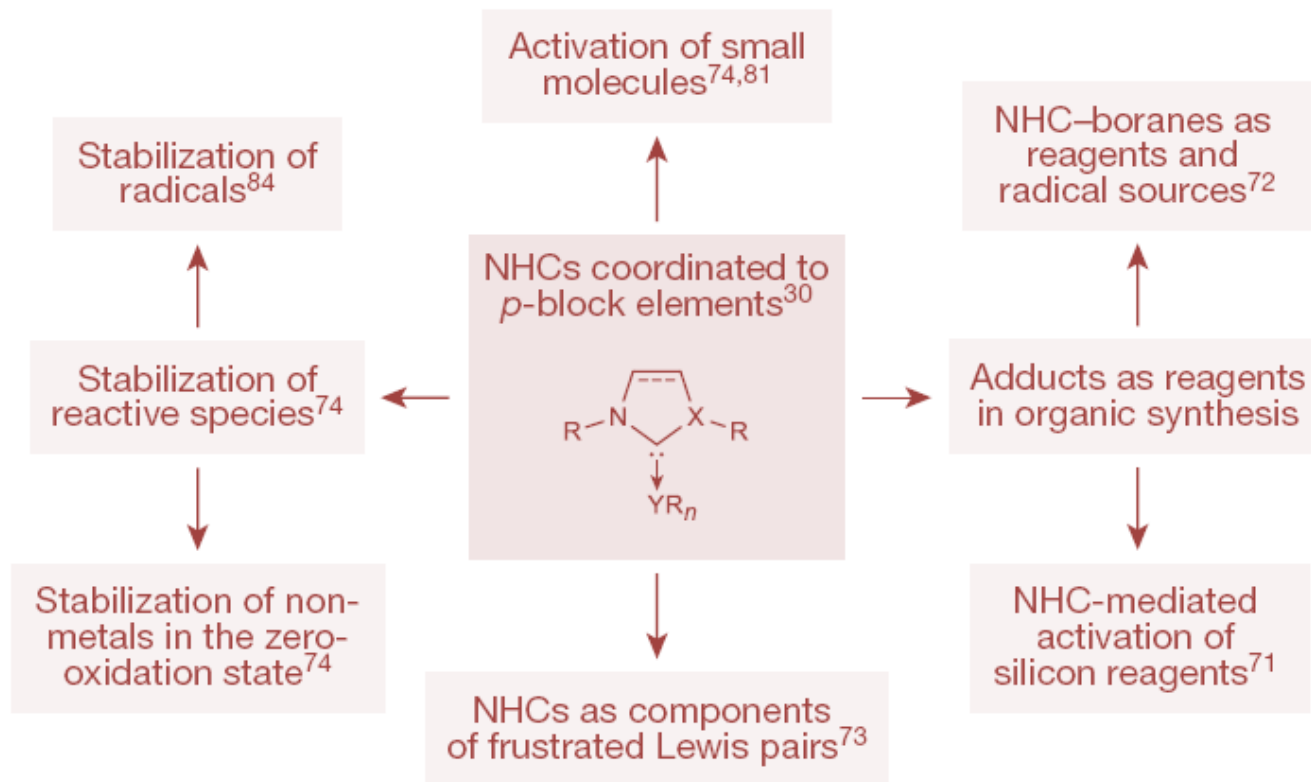 Activation of small
molecules74,81
Stabilization of
radicals84
NHC–boranes as
reagents and
radical sources72
NHCs coordinated to
p-block elements30
N
X
R
R
YRn
Stabilization of
reactive species74
Adducts as reagents
in organic synthesis
Stabilization of non-
metals in the zero-
oxidation state74
NHC-mediated
activation of
silicon reagents71
NHCs as components
of frustrated Lewis pairs73